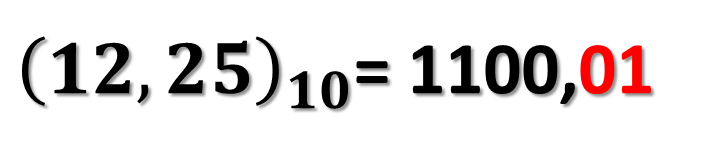 (12, 25)₁₀= 1100,01